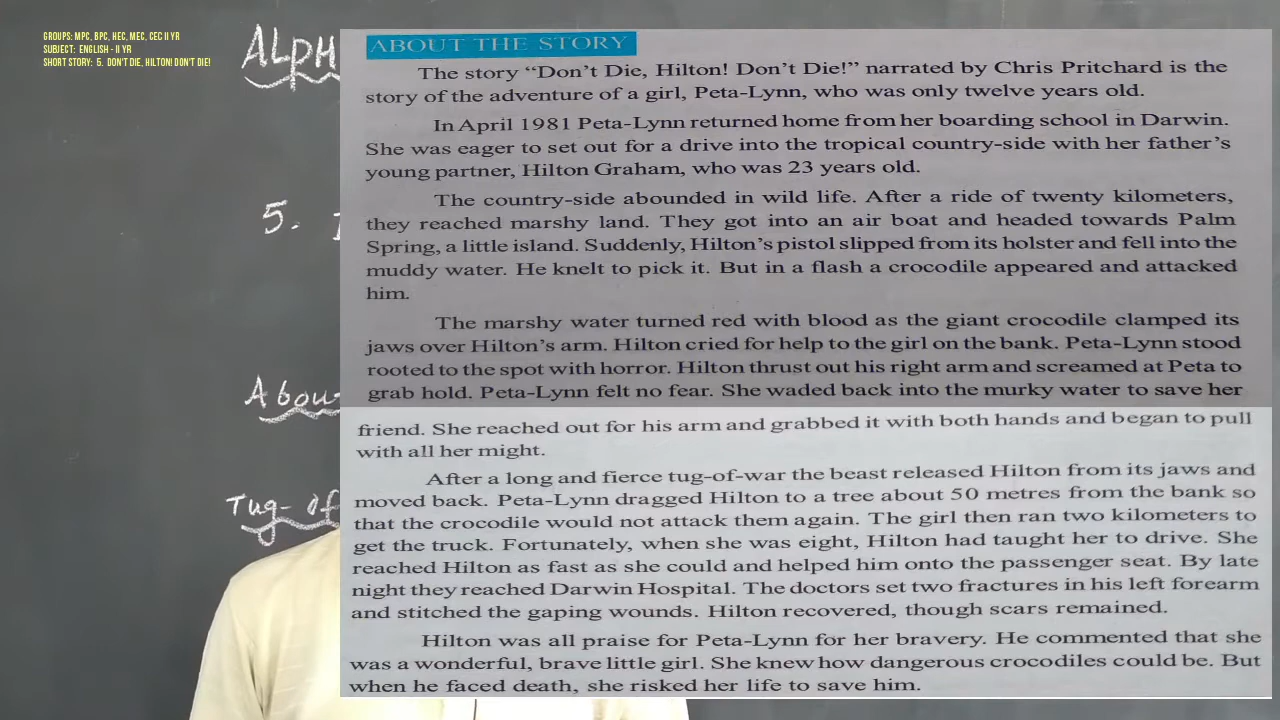 GROUPS: MPC, BPC, HEC, MEC, CEC II YR
SUBJECT: ENGLISH - II YR
SHORT STORY: 5. DON'T DIE, HILTON! DON'T DIE!
ALPH
5.
Abou
Tug- of
ABOUT THE STORY
The story “Don't Die, Hilton! Don't Die!” narrated by Chris Pritchard is the
story of the adventure of a girl, Peta-Lynn, who was only twelve years old.
In April 1981 Peta-Lynn returned home from her boarding school in Darwin.
She was eager to set out for a drive into the tropical country-side with her father's
young partner, Hilton Graham, who was 23 years old.
The country-side abounded in wild life. After a ride of twenty kilometers,
they reached marshy land. They got into an air boat and headed towards Palm
Spring, a little island. Suddenly, Hilton's pistol slipped from its holster and fell into the
muddy water. He knelt to pick it. But in a flash a crocodile appeared and attacked
him.
The marshy water turned red with blood as the giant crocodile clamped its
jaws over Hilton's arm. Hilton cried for help to the girl on the bank. Peta-Lynn stood
rooted to the spot with horror. Hilton thrust out his right arm and screamed at Peta to
grab hold. Peta-Lynn felt no fear. She waded back into the murky water to save her
friend. She reached out for his arm and grabbed it with both hands and began to pull
with all her might.
After a long and fierce tug-of-war the beast released Hilton from its jaws and
moved back. Peta-Lynn dragged Hilton to a tree about 50 metres from the bank so
that the crocodile would not attack them again. The girl then ran two kilometers to
get the truck. Fortunately, when she was eight, Hilton had taught her to drive. She
reached Hilton as fast as she could and helped him onto the passenger seat. By late
night they reached Darwin Hospital. The doctors set two fractures in his left forearm
and stitched the gaping wounds. Hilton recovered, though scars remained.
Hilton was all praise for Peta-Lynn for her bravery. He commented that she
was a wonderful, brave little girl. She knew how dangerous crocodiles could be. But
when he faced death, she risked her life to save him.